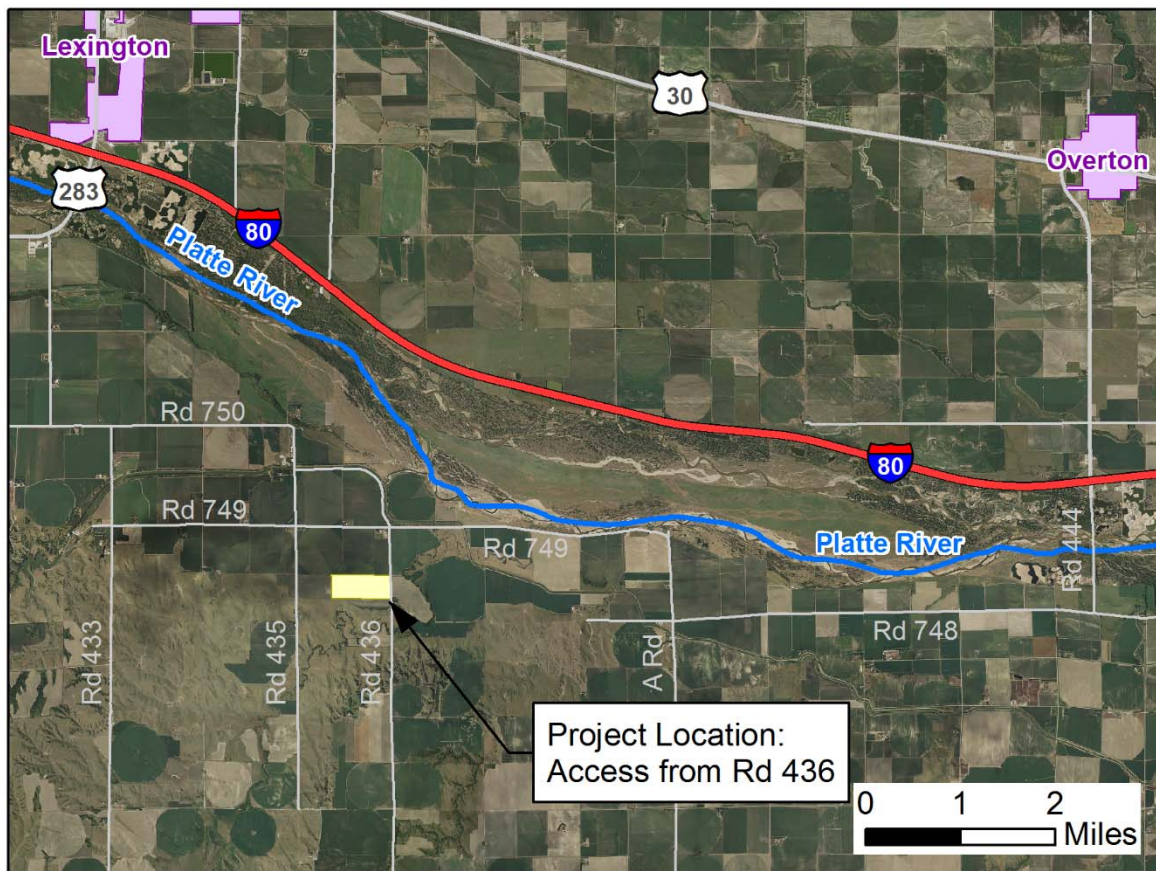 Lexington
30
Overton
283
80
Platte River
Rd 750
80
Rd 749
Rd 749
Platte River
Rd 444
Rd 433
Rd 435
Rd 436
A Rd
Rd 748
Project Location:
Access from Rd 436
0 1 2
Miles